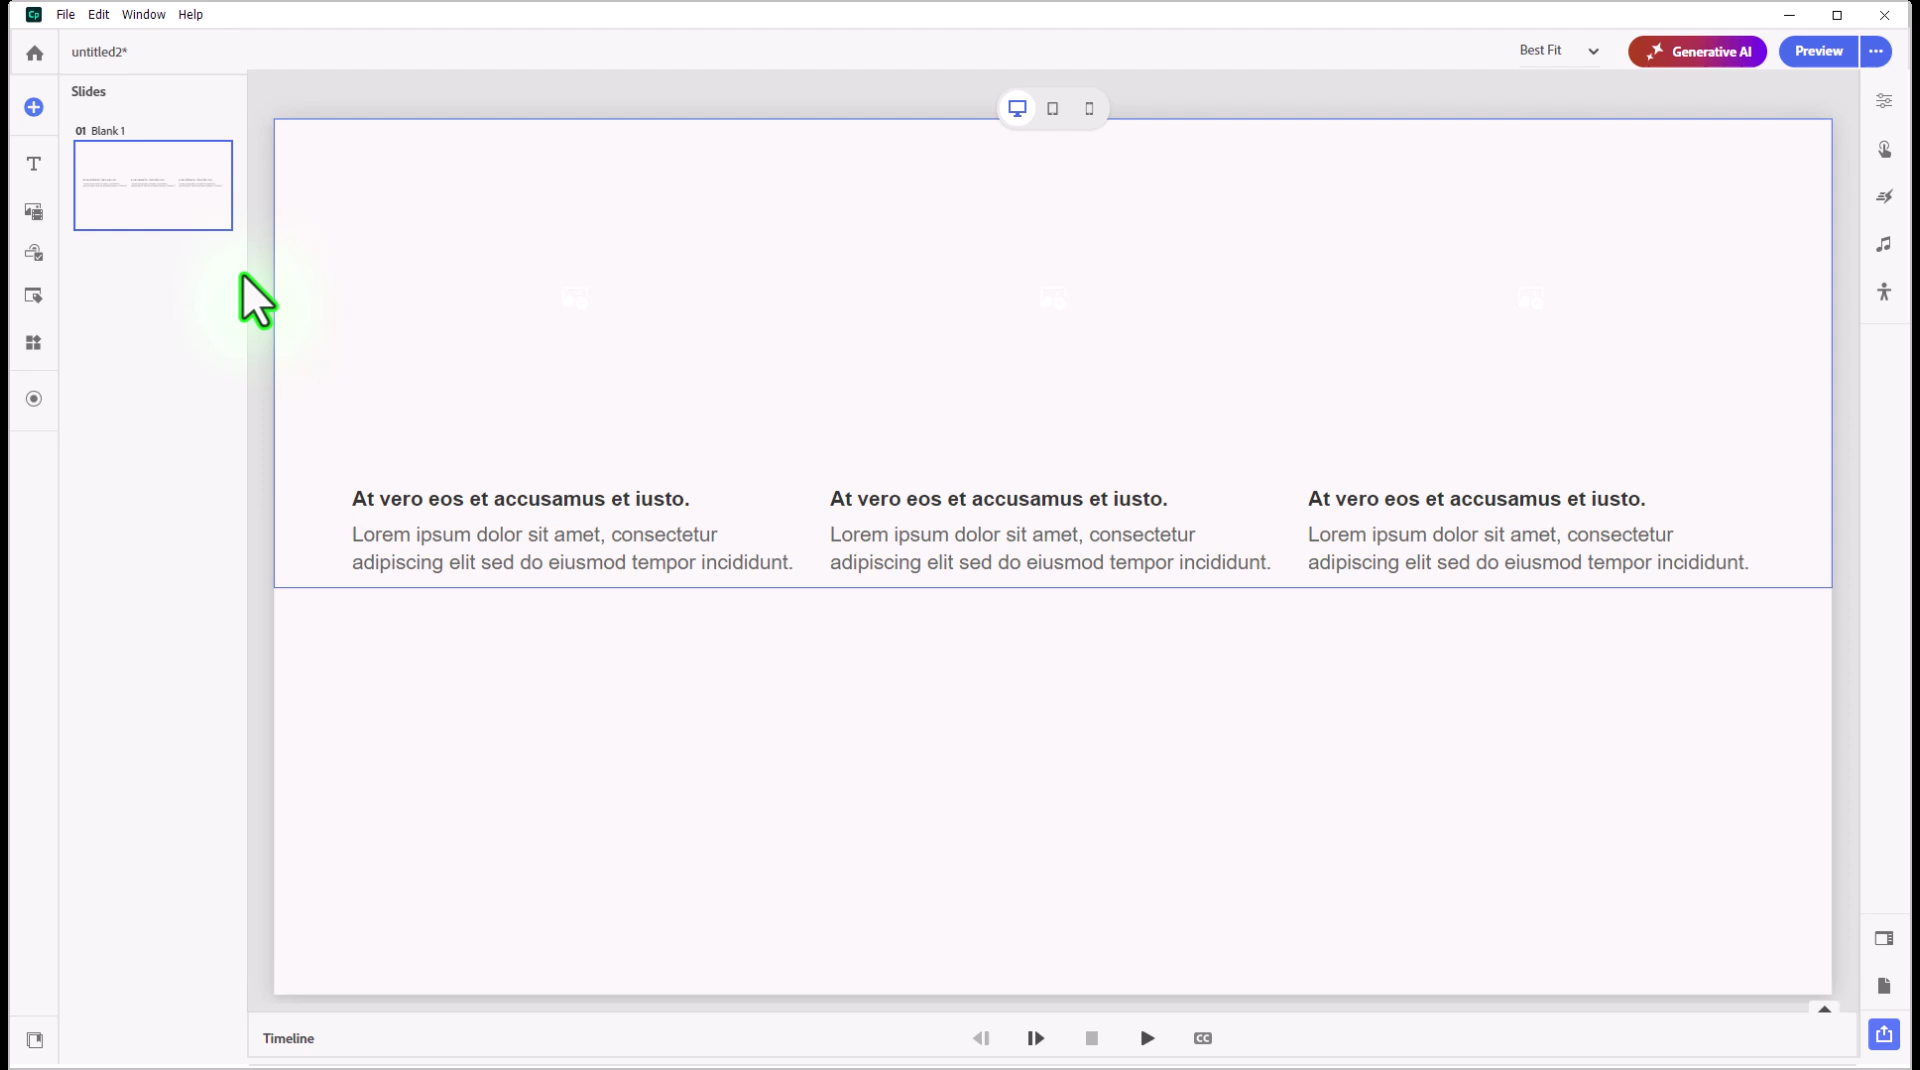 Cp File Edit Window Help
untitled2*
Best Fit
Generative AI
Preview
Slides
01 Blank 1
At vero eos et accusamus et iusto.
Lorem ipsum dolor sit amet, consectetur
adipiscing elit sed do eiusmod tempor incididunt.
At vero eos et accusamus et iusto.
Lorem ipsum dolor sit amet, consectetur
adipiscing elit sed do eiusmod tempor incididunt.
At vero eos et accusamus et iusto.
Lorem ipsum dolor sit amet, consectetur
adipiscing elit sed do eiusmod tempor incididunt.
Timeline
CC